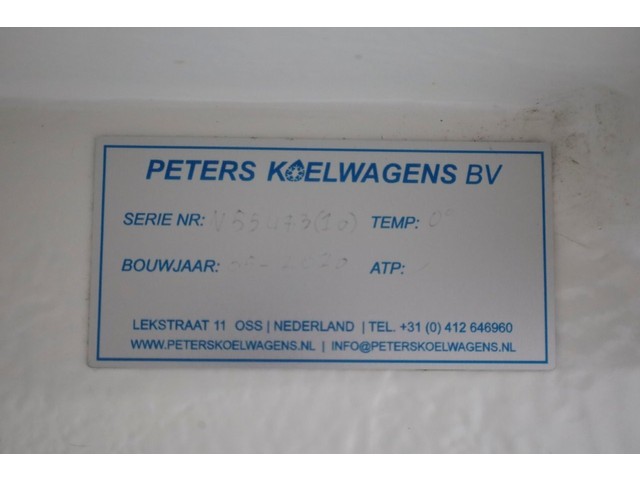 PETERS KOELWAGENS BV
SERIE NR: TEMP: 0°
BOUWJAAR: ATP:
LEKSTRAAT 11 OSS | NEDERLAND | TEL. +31 (0) 412 646960
WWW.PETERSKOELWAGENS.NL | INFO@PETERSKOELWAGENS.NL